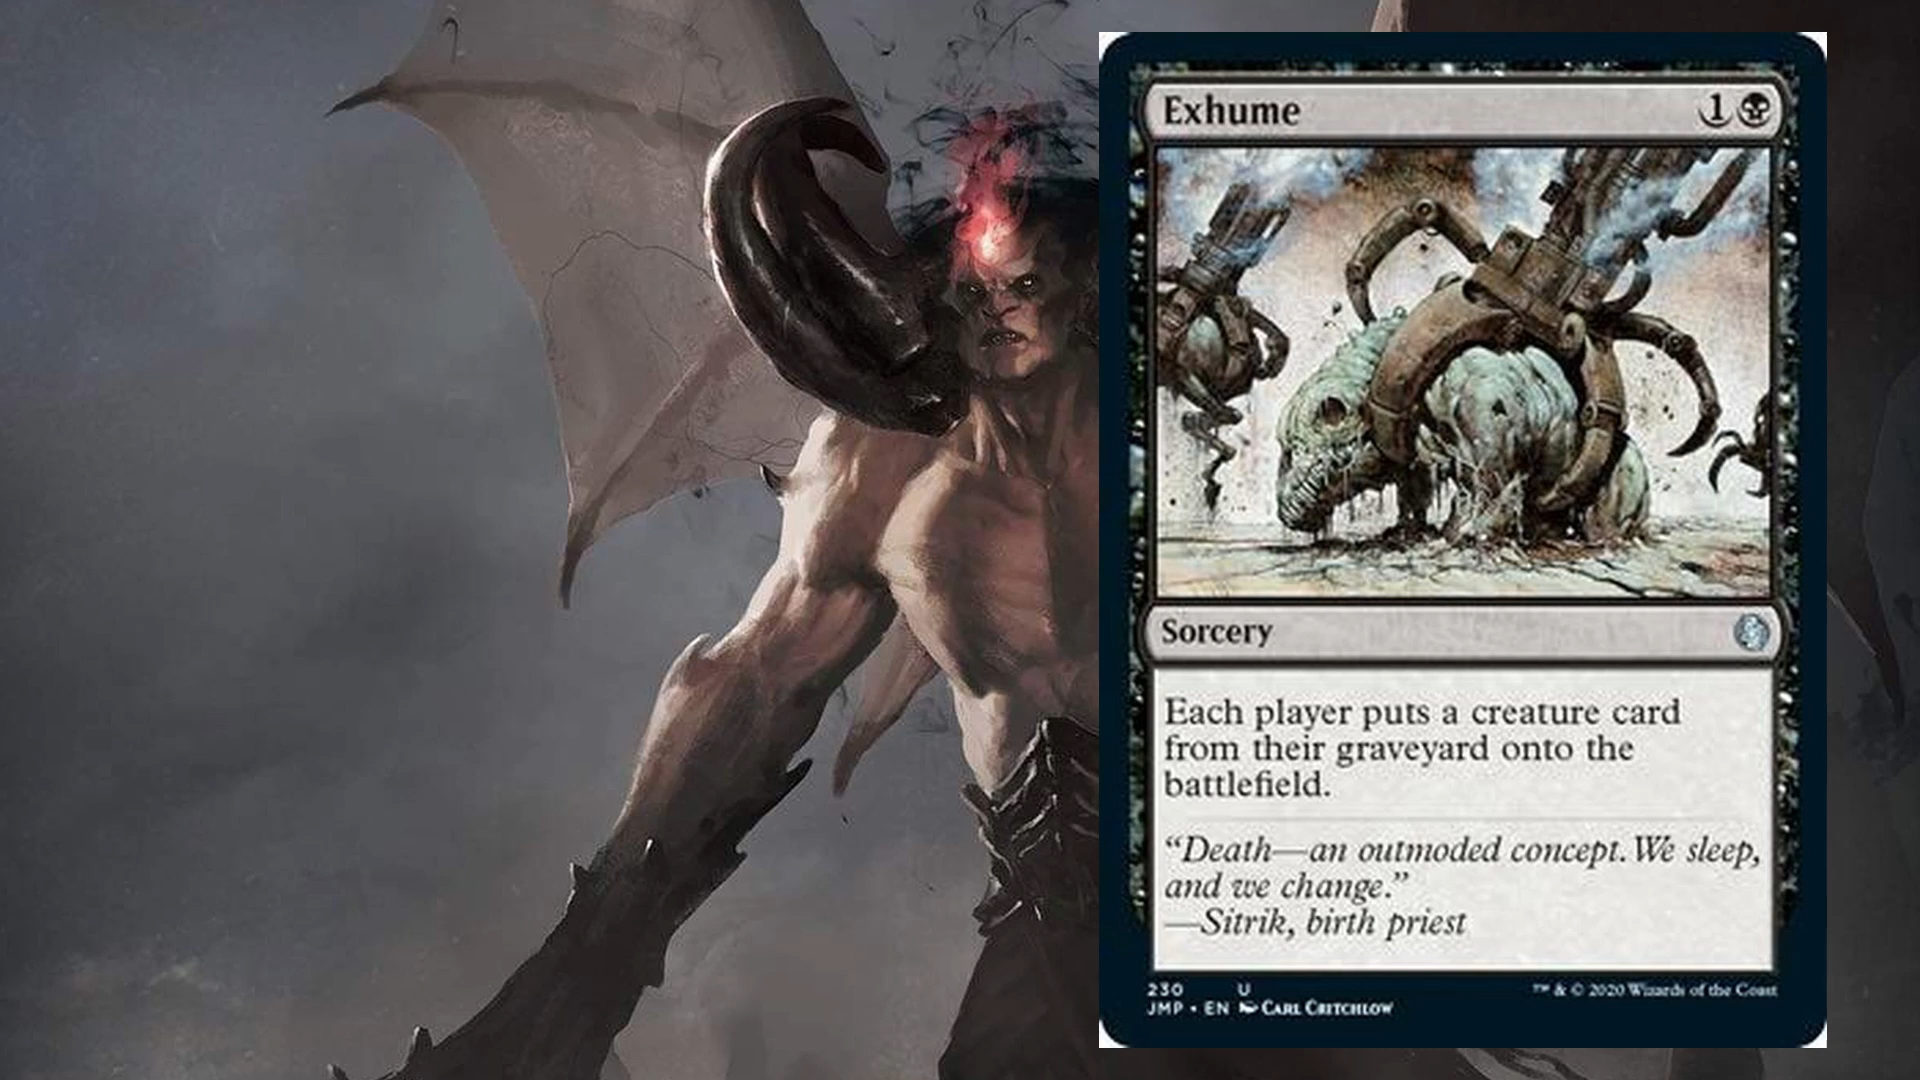 Exhume 1
Sorcery
Each player puts a creature card
from their graveyard onto the
battlefield.
“Death—an outmoded concept. We sleep,
and we change.”
—Sitrik, birth priest
230 U ™ & © 2020 Wizards of the Coast
JMP • EN Carl Critchlow